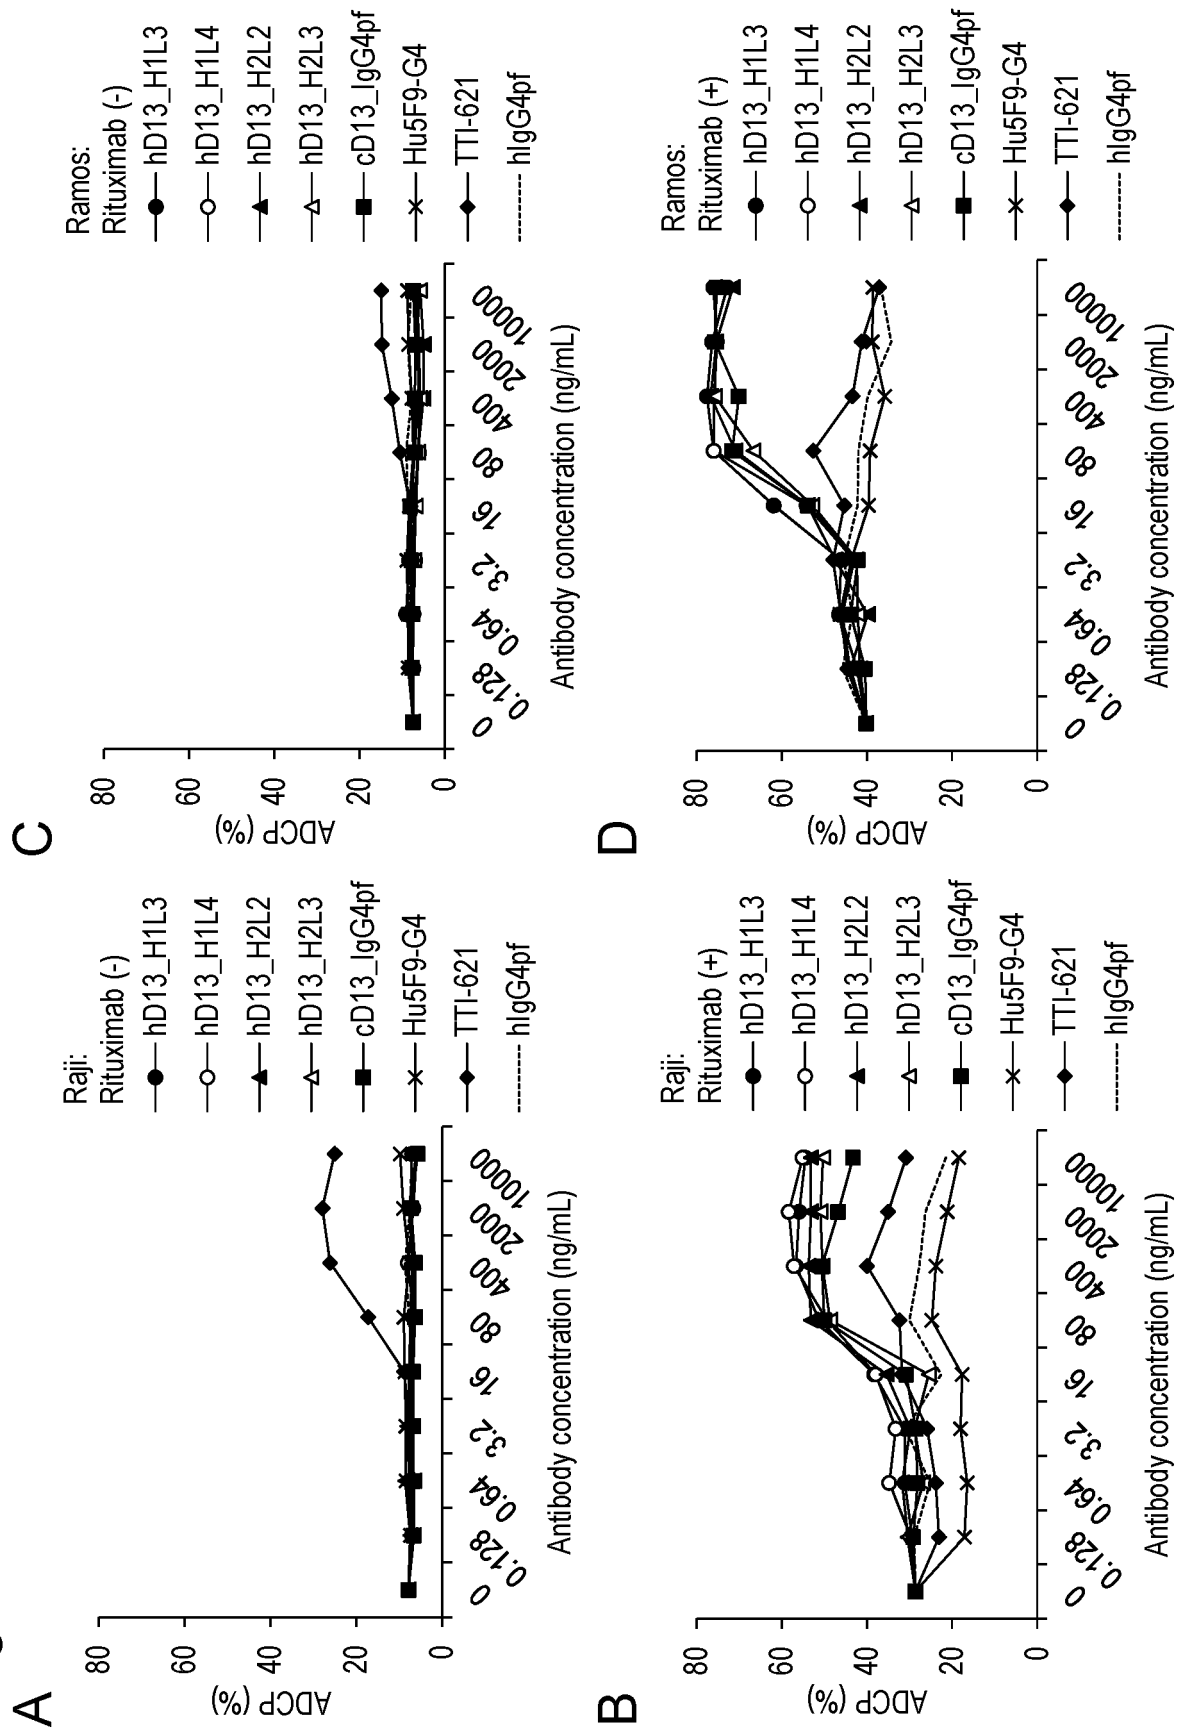 A
ADCP (%)
80
60
40
20
0
0
0.128
0.64
3.2
16
80
400
2000
10000
Antibody concentration (ng/mL)
Raji:
Rituximab (-)
hD13_H1L3
hD13_H1L4
hD13_H2L2
hD13_H2L3
cD13_IgG4pf
Hu5F9-G4
TTI-621
hIgG4pf
B
ADCP (%)
80
60
40
20
0
0
0.128
0.64
3.2
16
80
400
2000
10000
Antibody concentration (ng/mL)
Raji:
Rituximab (+)
hD13_H1L3
hD13_H1L4
hD13_H2L2
hD13_H2L3
cD13_IgG4pf
Hu5F9-G4
TTI-621
hIgG4pf
C
ADCP (%)
80
60
40
20
0
0
0.128
0.64
3.2
16
80
400
2000
10000
Antibody concentration (ng/mL)
Ramos:
Rituximab (-)
hD13_H1L3
hD13_H1L4
hD13_H2L2
hD13_H2L3
cD13_IgG4pf
Hu5F9-G4
TTI-621
hIgG4pf
D
ADCP (%)
80
60
40
20
0
0
0.128
0.64
3.2
16
80
400
2000
10000
Antibody concentration (ng/mL)
Ramos:
Rituximab (+)
hD13_H1L3
hD13_H1L4
hD13_H2L2
hD13_H2L3
cD13_IgG4pf
Hu5F9-G4
TTI-621
hIgG4pf